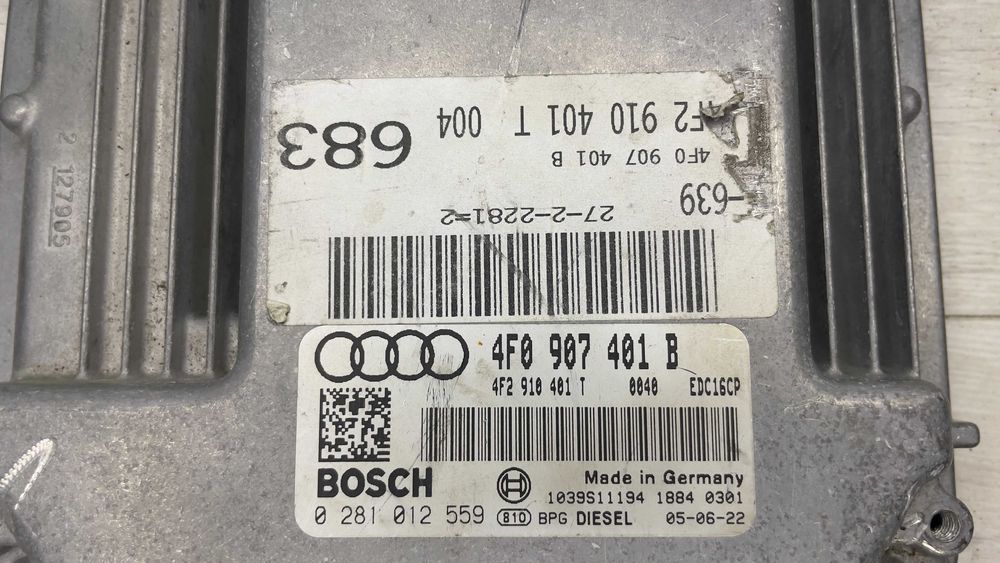 2 127905
4F2 910 401 T 004
4F0 907 401 B
683
-639
27-2-2281=2
4F0 907 401 B
4F2 910 401 T 0040 EDC16CP
BOSCH
Made in Germany
1039S11194 1884 0301
0 281 012 559 810 BPG DIESEL 05-06-22